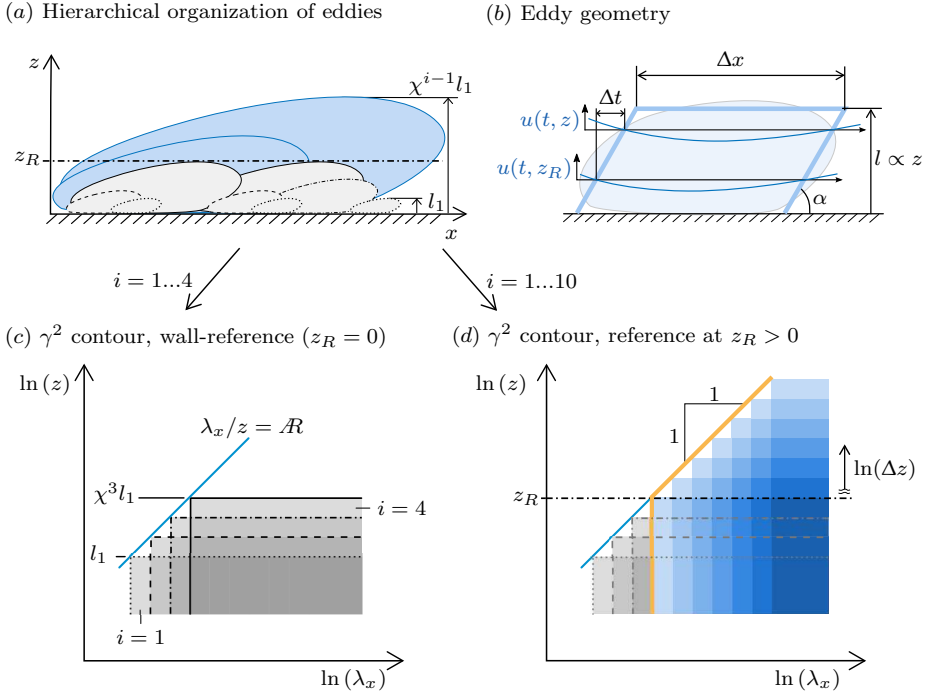 (a) Hierarchical organization of eddies
(b) Eddy geometry
z
χ^{i−1}l_1
z_R
l_1
x
Δx
Δt
u(t, z)
u(t, z_R)
l ∝ z
α
i = 1...4
i = 1...10
(c) γ² contour, wall-reference (z_R = 0)
(d) γ² contour, reference at z_R > 0
ln (z)
λ_x/z = ÆR
χ³l_1
i = 4
l_1
i = 1
ln (λ_x)
ln (z)
1
1
ln(Δz)
z_R
ln (λ_x)